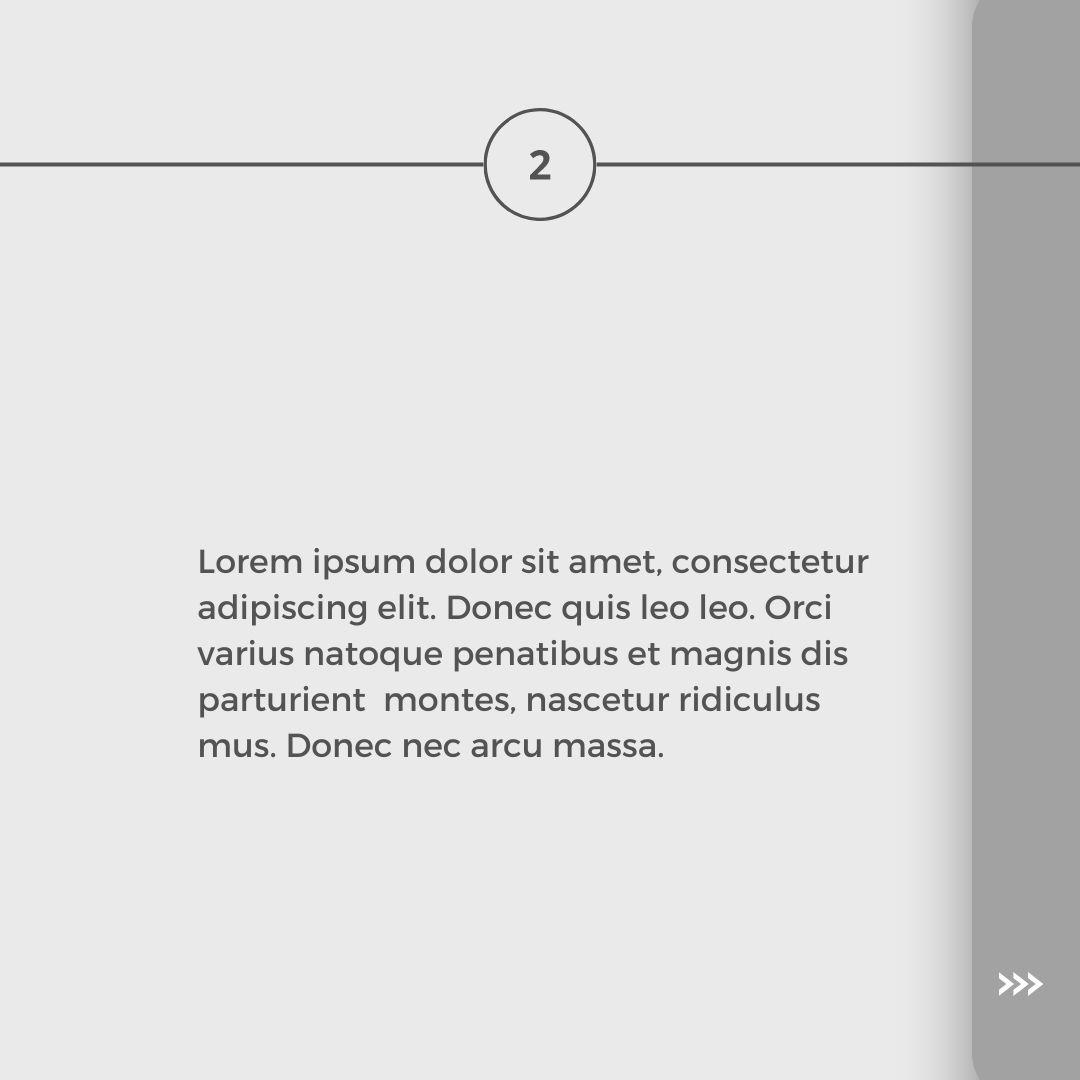 2
Lorem ipsum dolor sit amet, consectetur
adipiscing elit. Donec quis leo leo. Orci
varius natoque penatibus et magnis dis
parturient  montes, nascetur ridiculus
mus. Donec nec arcu massa.